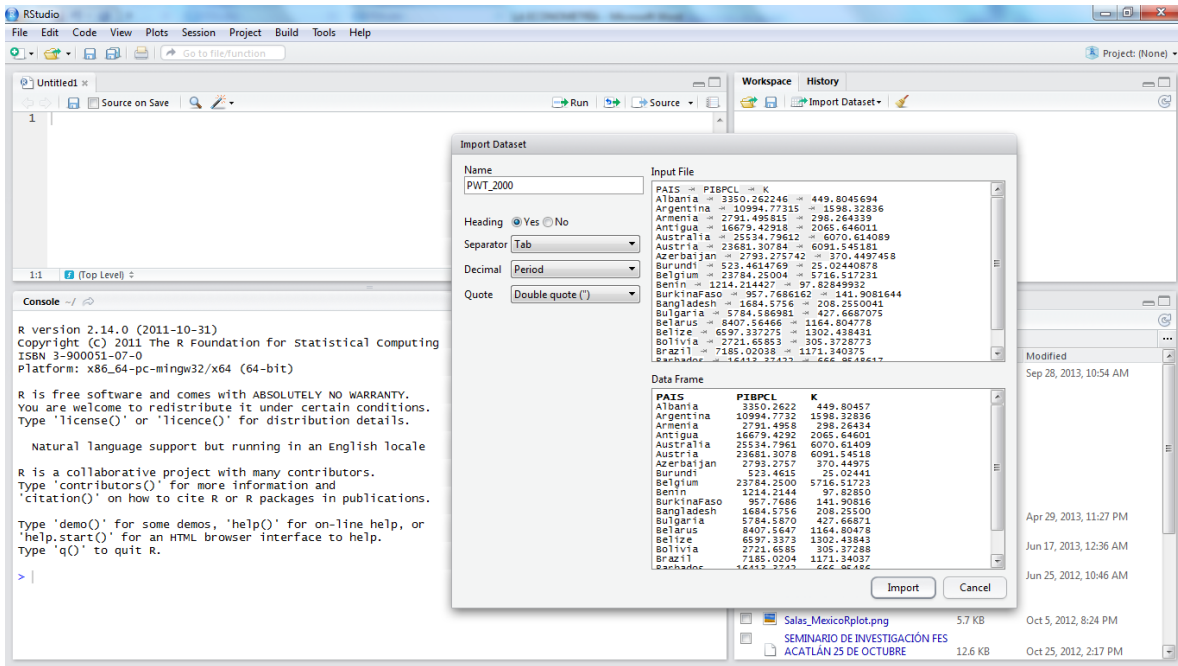 RStudio
File Edit Code View Plots Session Project Build Tools Help
Go to file/function
Project: (None)
Untitled1
Source on Save
Run
Source
1
1:1 (Top Level)
Console ~/
R version 2.14.0 (2011-10-31)
Copyright (C) 2011 The R Foundation for Statistical Computing
ISBN 3-900051-07-0
Platform: x86_64-pc-mingw32/x64 (64-bit)
R is free software and comes with ABSOLUTELY NO WARRANTY.
You are welcome to redistribute it under certain conditions.
Type 'license()' or 'licence()' for distribution details.
Natural language support but running in an English locale
R is a collaborative project with many contributors.
Type 'contributors()' for more information and
'citation()' on how to cite R or R packages in publications.
Type 'demo()' for some demos, 'help()' for on-line help, or
'help.start()' for an HTML browser interface to help.
Type 'q()' to quit R.
>
Workspace History
Import Dataset
Import Dataset
Name
PWT_2000
Heading Yes No
Separator Tab
Decimal Period
Quote Double quote (")
Input File
PAIS → PIBPCL → K
Albania → 3350.262246 → 449.8045694
Argentina → 10994.77315 → 1598.32836
Armenia → 2791.495815 → 298.264339
Antigua → 16679.42918 → 2065.646011
Australia → 25534.79612 → 6070.614089
Austria → 23681.30784 → 6091.545181
Azerbaijan → 2793.275742 → 370.4497458
Burundi → 523.4614769 → 25.02440878
Belgium → 23784.25004 → 5716.517231
Benin → 1214.214427 → 97.82849932
BurkinaFaso → 957.7686162 → 141.9081644
Bangladesh → 1684.5756 → 208.2550041
Bulgaria → 5784.586981 → 427.6687075
Belarus → 8407.56466 → 1164.804778
Belize → 6597.337275 → 1302.438431
Bolivia → 2721.65853 → 305.3728773
Brazil → 7185.02038 → 1171.340375
Barbados → 16413.37422 → 666.9548617
Data Frame
PAIS PIBPCL K
Albania 3350.2622 449.80457
Argentina 10994.7732 1598.32836
Armenia 2791.4958 298.26434
Antigua 16679.4292 2065.64601
Australia 25534.7961 6070.61409
Austria 23681.3078 6091.54518
Azerbaijan 2793.2757 370.44975
Burundi 523.4615 25.02441
Belgium 23784.2500 5716.51723
Benin 1214.2144 97.82850
BurkinaFaso 957.7686 141.90816
Bangladesh 1684.5756 208.25500
Bulgaria 5784.5870 427.66871
Belarus 8407.5647 1164.80478
Belize 6597.3373 1302.43843
Bolivia 2721.6585 305.37288
Brazil 7185.0204 1171.34037
Barbados 16413.3742 666.95486
Import Cancel
Modified
Sep 28, 2013, 10:54 AM
Apr 29, 2013, 11:27 PM
Jun 17, 2013, 12:36 AM
Jun 25, 2012, 10:46 AM
Salas_MexicoRplot.png 5.7 KB Oct 5, 2012, 8:24 PM
SEMINARIO DE INVESTIGACIÓN FES
ACATLÁN 25 DE OCTUBRE 12.6 KB Oct 25, 2012, 2:17 PM